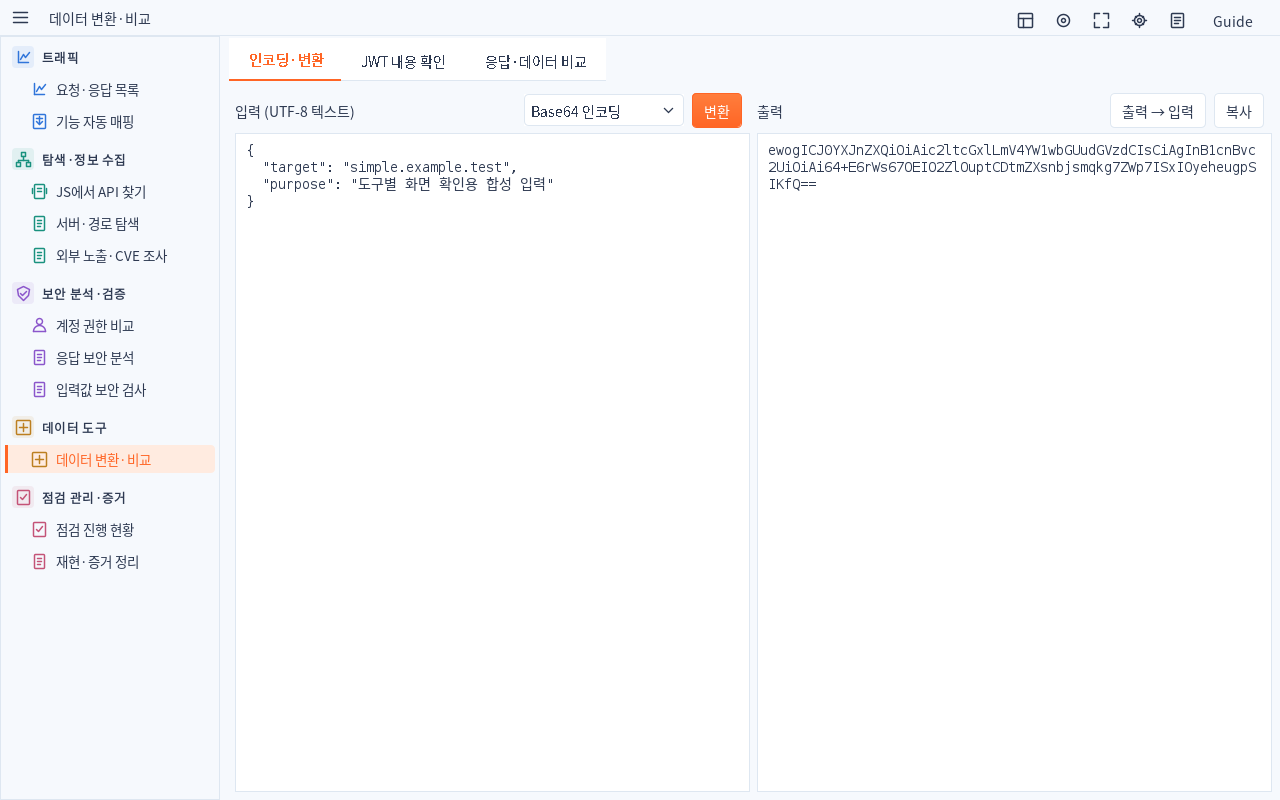 데이터 변환·비교
Guide
트래픽
요청·응답 목록
기능 자동 매핑
탐색·정보 수집
JS에서 API 찾기
서버·경로 탐색
외부 노출·CVE 조사
보안 분석·검증
계정 권한 비교
응답 보안 분석
입력값 보안 검사
데이터 도구
데이터 변환·비교
점검 관리·증거
점검 진행 현황
재현·증거 정리
인코딩·변환
JWT 내용 확인
응답·데이터 비교
입력 (UTF-8 텍스트)
Base64 인코딩
변환
출력
출력 → 입력
복사
{
  "target": "simple.example.test",
  "purpose": "도구별 화면 확인용 합성 입력"
}
ewogICJ0YXJnZXQiOiAic2ltcGxlLmV4YW1wbGUudGVzdCIsCiAgInB1cnBvc
2UiOiAi64+E6rWs67OEIO2ZlOuptCDtmZXsnbjsmqkg7ZWp7ISxIOyeheugpS
IKfQ==